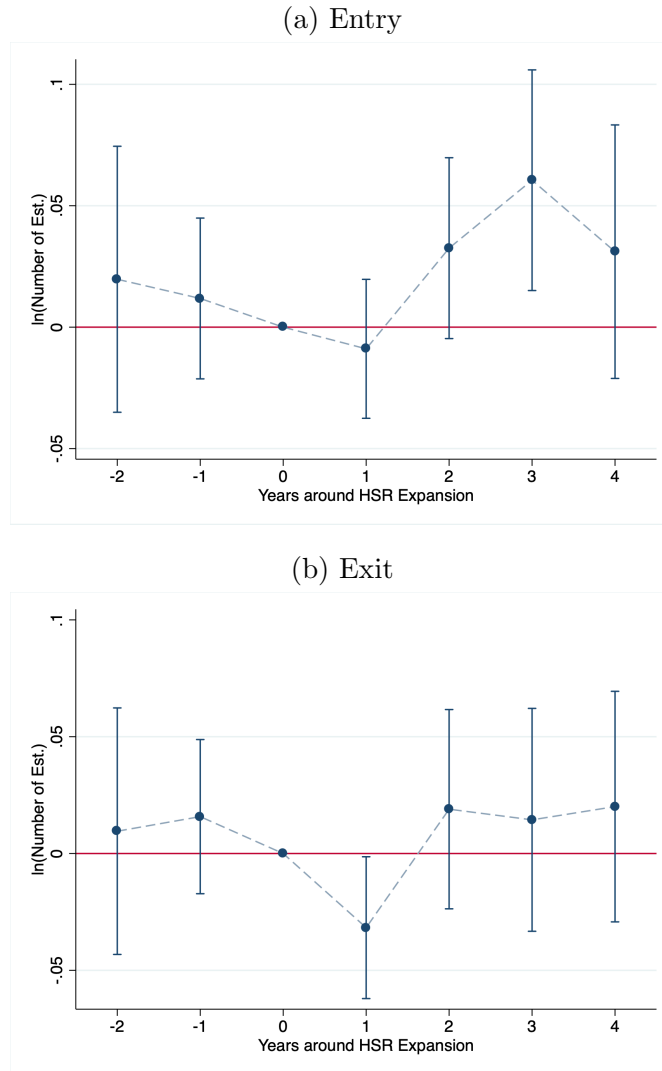 (a) Entry
ln(Number of Est.)
.1
.05
0
-.05
-2 -1 0 1 2 3 4
Years around HSR Expansion
(b) Exit
ln(Number of Est.)
.1
.05
0
-.05
-2 -1 0 1 2 3 4
Years around HSR Expansion